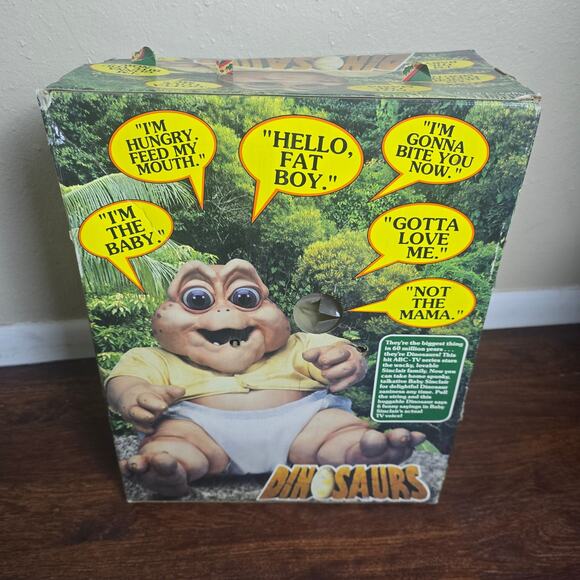 DINOSAURS
"I'M
HUNGRY.
FEED MY
MOUTH."
"HELLO,
FAT
BOY."
"I'M
GONNA
BITE YOU
NOW."
"I'M
THE
BABY."
"GOTTA
LOVE
ME."
"NOT
THE
MAMA."
They're the biggest thing
in 60 million years . . .
they're Dinosaurs! This
hit ABC-TV series stars
the wacky, lovable
Sinclair family. Now you
can take home spunky,
talkative Baby Sinclair
for delightful Dinosaur
zaniness any time. Pull
the string and this
huggable Dinosaur says
6 funny sayings in Baby
Sinclair's actual
TV voice!
DINOSAURS